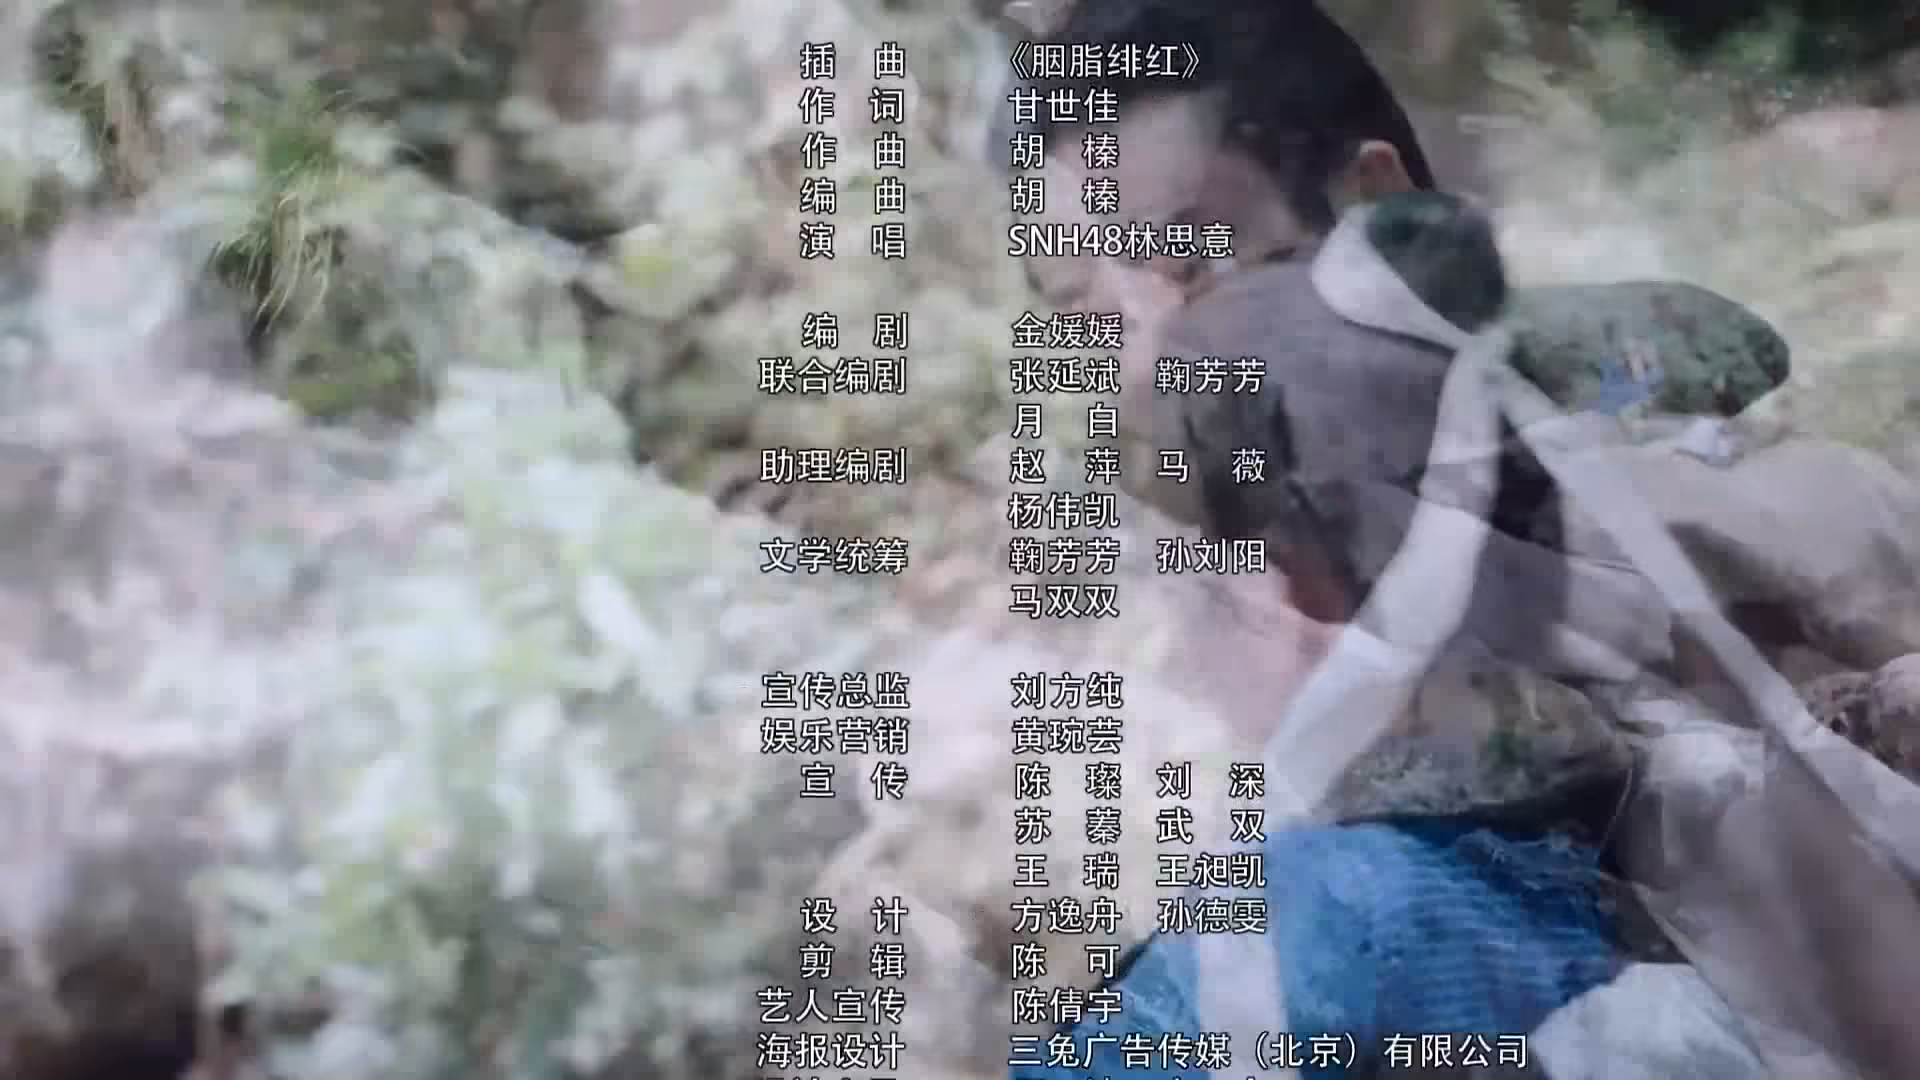 插 曲 《胭脂绯红》
作 词 甘世佳
作 曲 胡 榛
编 曲 胡 榛
演 唱 SNH48林思意
编 剧 金媛媛
联合编剧 张延斌 鞠芳芳
月 白
助理编剧 赵 萍 马 薇
杨伟凯
文学统筹 鞠芳芳 孙刘阳
马双双
宣传总监 刘方纯
娱乐营销 黄琬芸
宣 传 陈 璨 刘 深
苏 蓁 武 双
王 瑞 王昶凯
设 计 方逸舟 孙德雯
剪 辑 陈 可
艺人宣传 陈倩宇
海报设计 三兔广告传媒（北京）有限公司